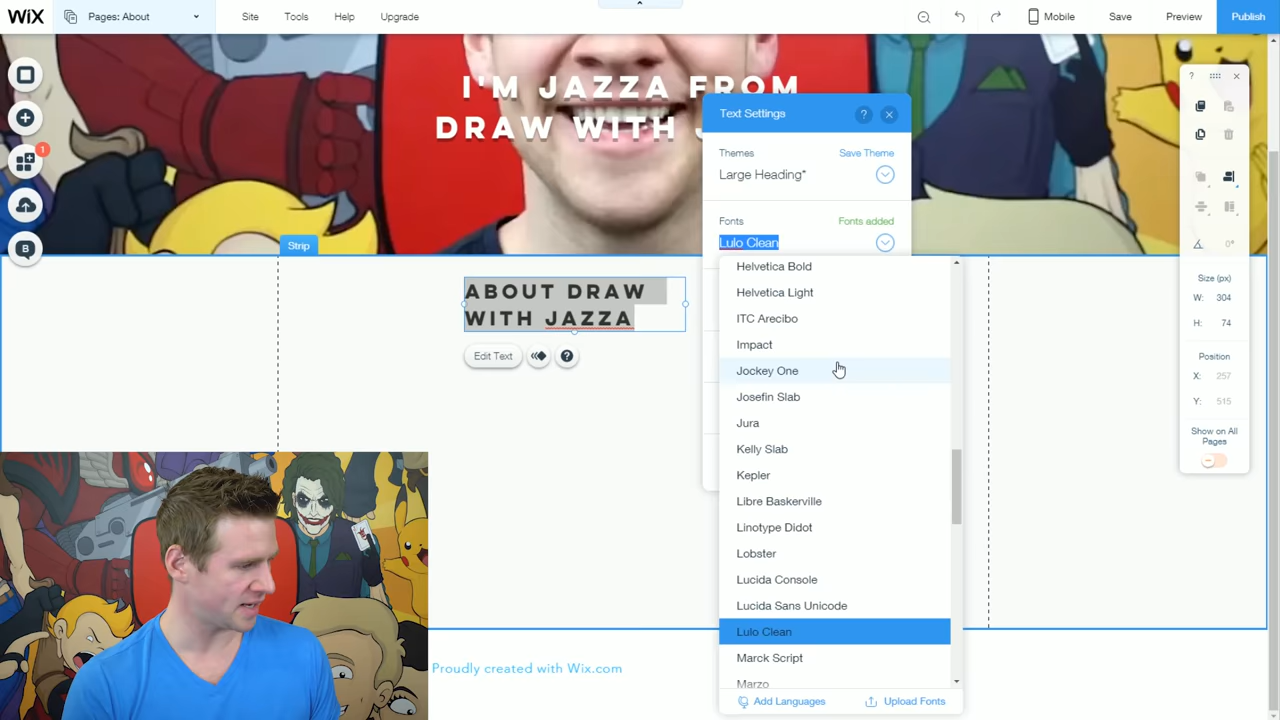 WiX
Pages: About
Site
Tools
Help
Upgrade
Mobile
Save
Preview
Publish
I'M JAZZA FROM
DRAW WITH J
Text Settings
?
Themes
Save Theme
Large Heading*
Fonts
Fonts added
Lulo Clean
Strip
ABOUT DRAW
WITH JAZZA
Edit Text
?
Helvetica Bold
Helvetica Light
ITC Arecibo
Impact
Jockey One
Josefin Slab
Jura
Kelly Slab
Kepler
Libre Baskerville
Linotype Didot
Lobster
Lucida Console
Lucida Sans Unicode
Lulo Clean
Marck Script
Marzo
Add Languages
Upload Fonts
?
0°
Size (px)
W: 304
H: 74
Position
X: 257
Y: 515
Show on All
Pages
1
B
Proudly created with Wix.com